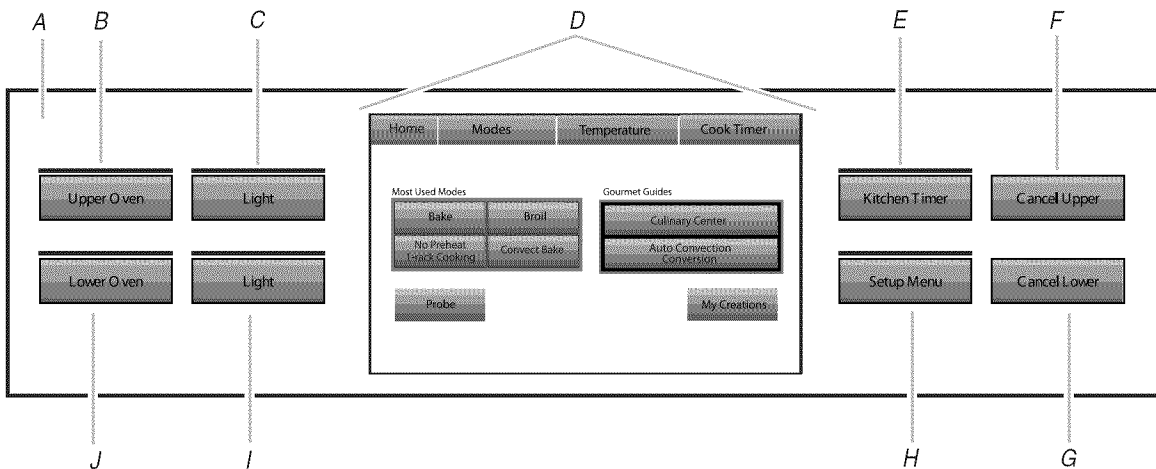 A B C D E F
Home Modes Temperature Cook Timer
Upper Oven Light Most Used Modes Gourmet Guides Kitchen Timer Cancel Upper
Bake Broil Culinary Center
No Preheat
1-rack Cooking Convect Bake Auto Convection
Conversion
Lower Oven Light Setup Menu Cancel Lower
Probe My Creations
J I H G